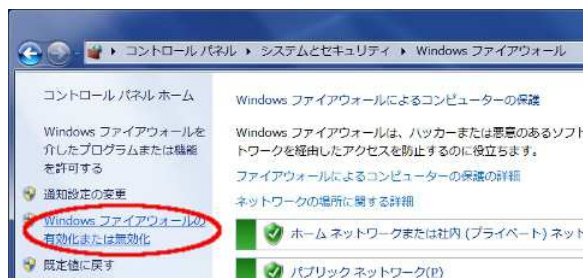 コントロール パネル ▸ システムとセキュリティ ▸ Windows ファイアウォール
コントロール パネル ホーム
Windows ファイアウォールを
介したプログラムまたは機能
を許可する
通知設定の変更
Windows ファイアウォールの
有効化または無効化
既定値に戻す
Windows ファイアウォールによるコンピューターの保護
Windows ファイアウォールは、ハッカーまたは悪意のあるソフト
トワークを経由したアクセスを防止するのに役立ちます。
ファイアウォールによるコンピューターの保護の詳細
ネットワークの場所に関する詳細
ホーム ネットワークまたは社内 (プライベート) ネット
パブリック ネットワーク(P)